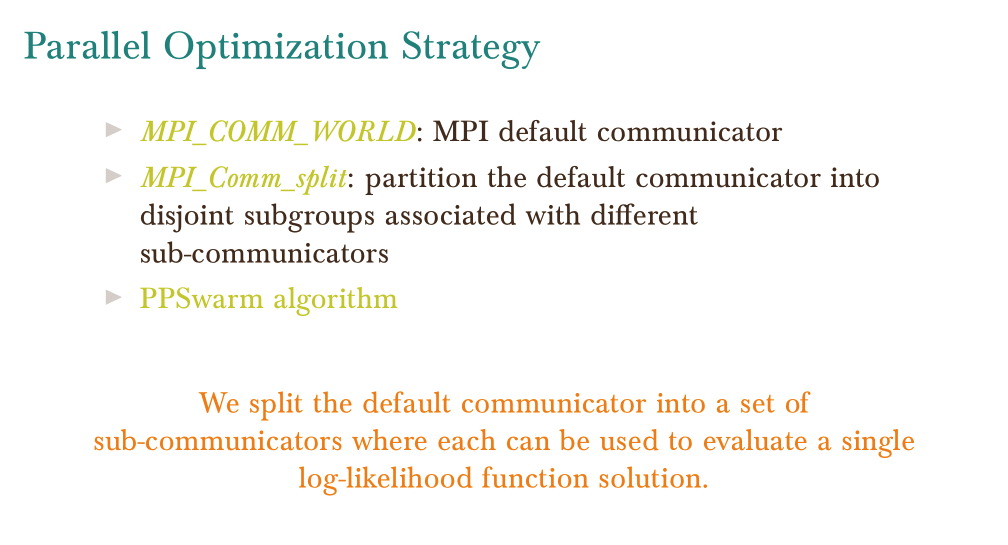 Parallel Optimization Strategy
MPI_COMM_WORLD: MPI default communicator
MPI_Comm_split: partition the default communicator into
disjoint subgroups associated with different
sub-communicators
PPSwarm algorithm
We split the default communicator into a set of
sub-communicators where each can be used to evaluate a single
log-likelihood function solution.